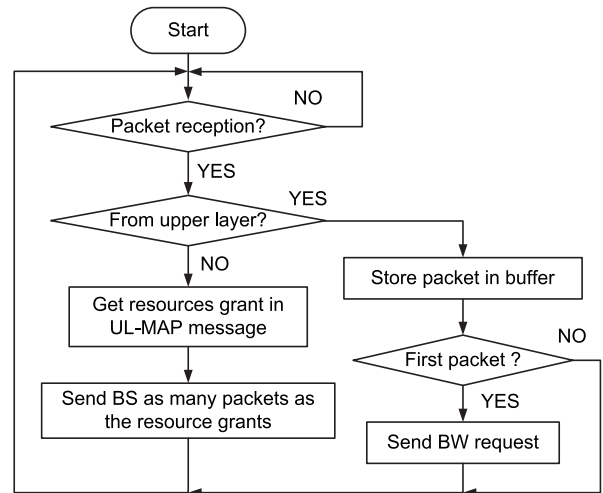 Start
NO
Packet reception?
YES
YES
From upper layer?
NO
Store packet in buffer
Get resources grant in
UL-MAP message
NO
First packet ?
Send BS as many packets as
the resource grants
YES
Send BW request